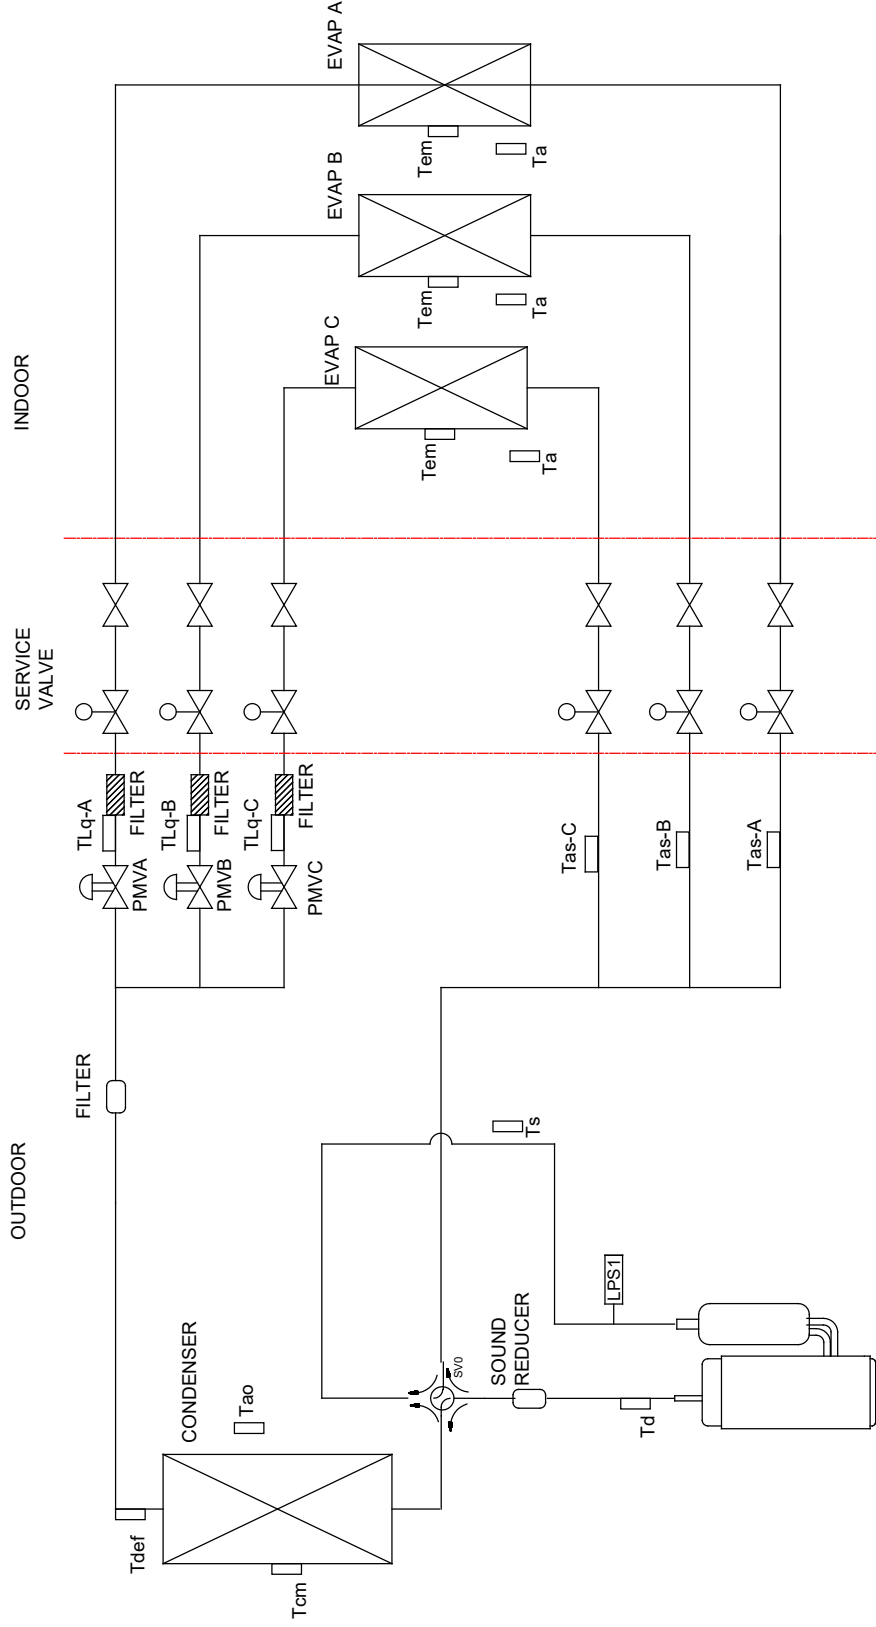 OUTDOOR
SERVICE
VALVE
INDOOR
Tdef
Tcm
CONDENSER
Tao
FILTER
TLq-A
FILTER
PMVA
TLq-B
FILTER
PMVB
TLq-C
FILTER
PMVC
EVAP A
Tem
Ta
EVAP B
Tem
Ta
EVAP C
Tem
Ta
SV0
SOUND
REDUCER
Td
LPS1
Ts
Tas-C
Tas-B
Tas-A